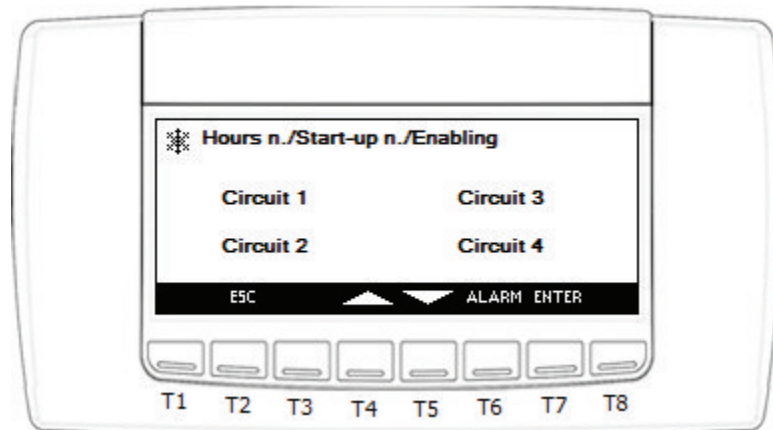 Hours n./Start-up n./Enabling
Circuit 1 Circuit 3
Circuit 2 Circuit 4
ESC ALARM ENTER
T1 T2 T3 T4 T5 T6 T7 T8